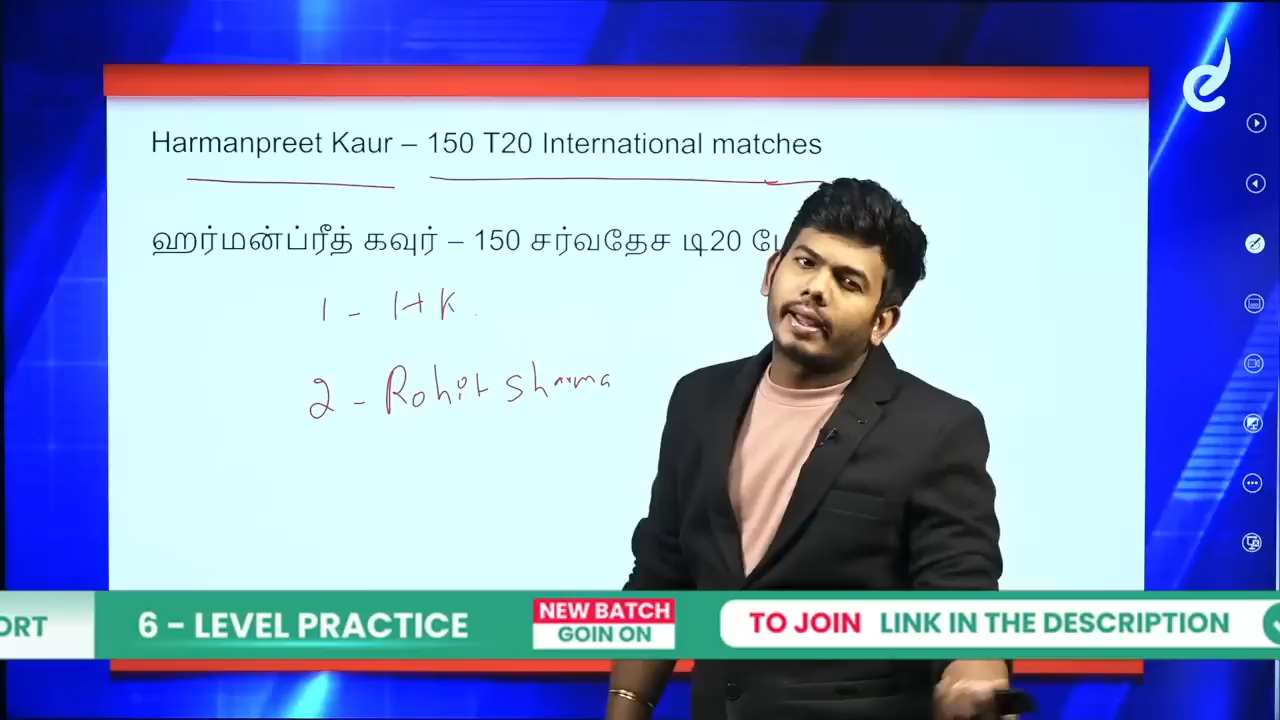 Harmanpreet Kaur – 150 T20 International matches
ஹர்மன்ப்ரீத் கவுர் – 150 சர்வதேச டி20
1 - HK
2 - Rohit Sharma
ORT
6 - LEVEL PRACTICE
NEW BATCH
GOIN ON
TO JOIN LINK IN THE DESCRIPTION